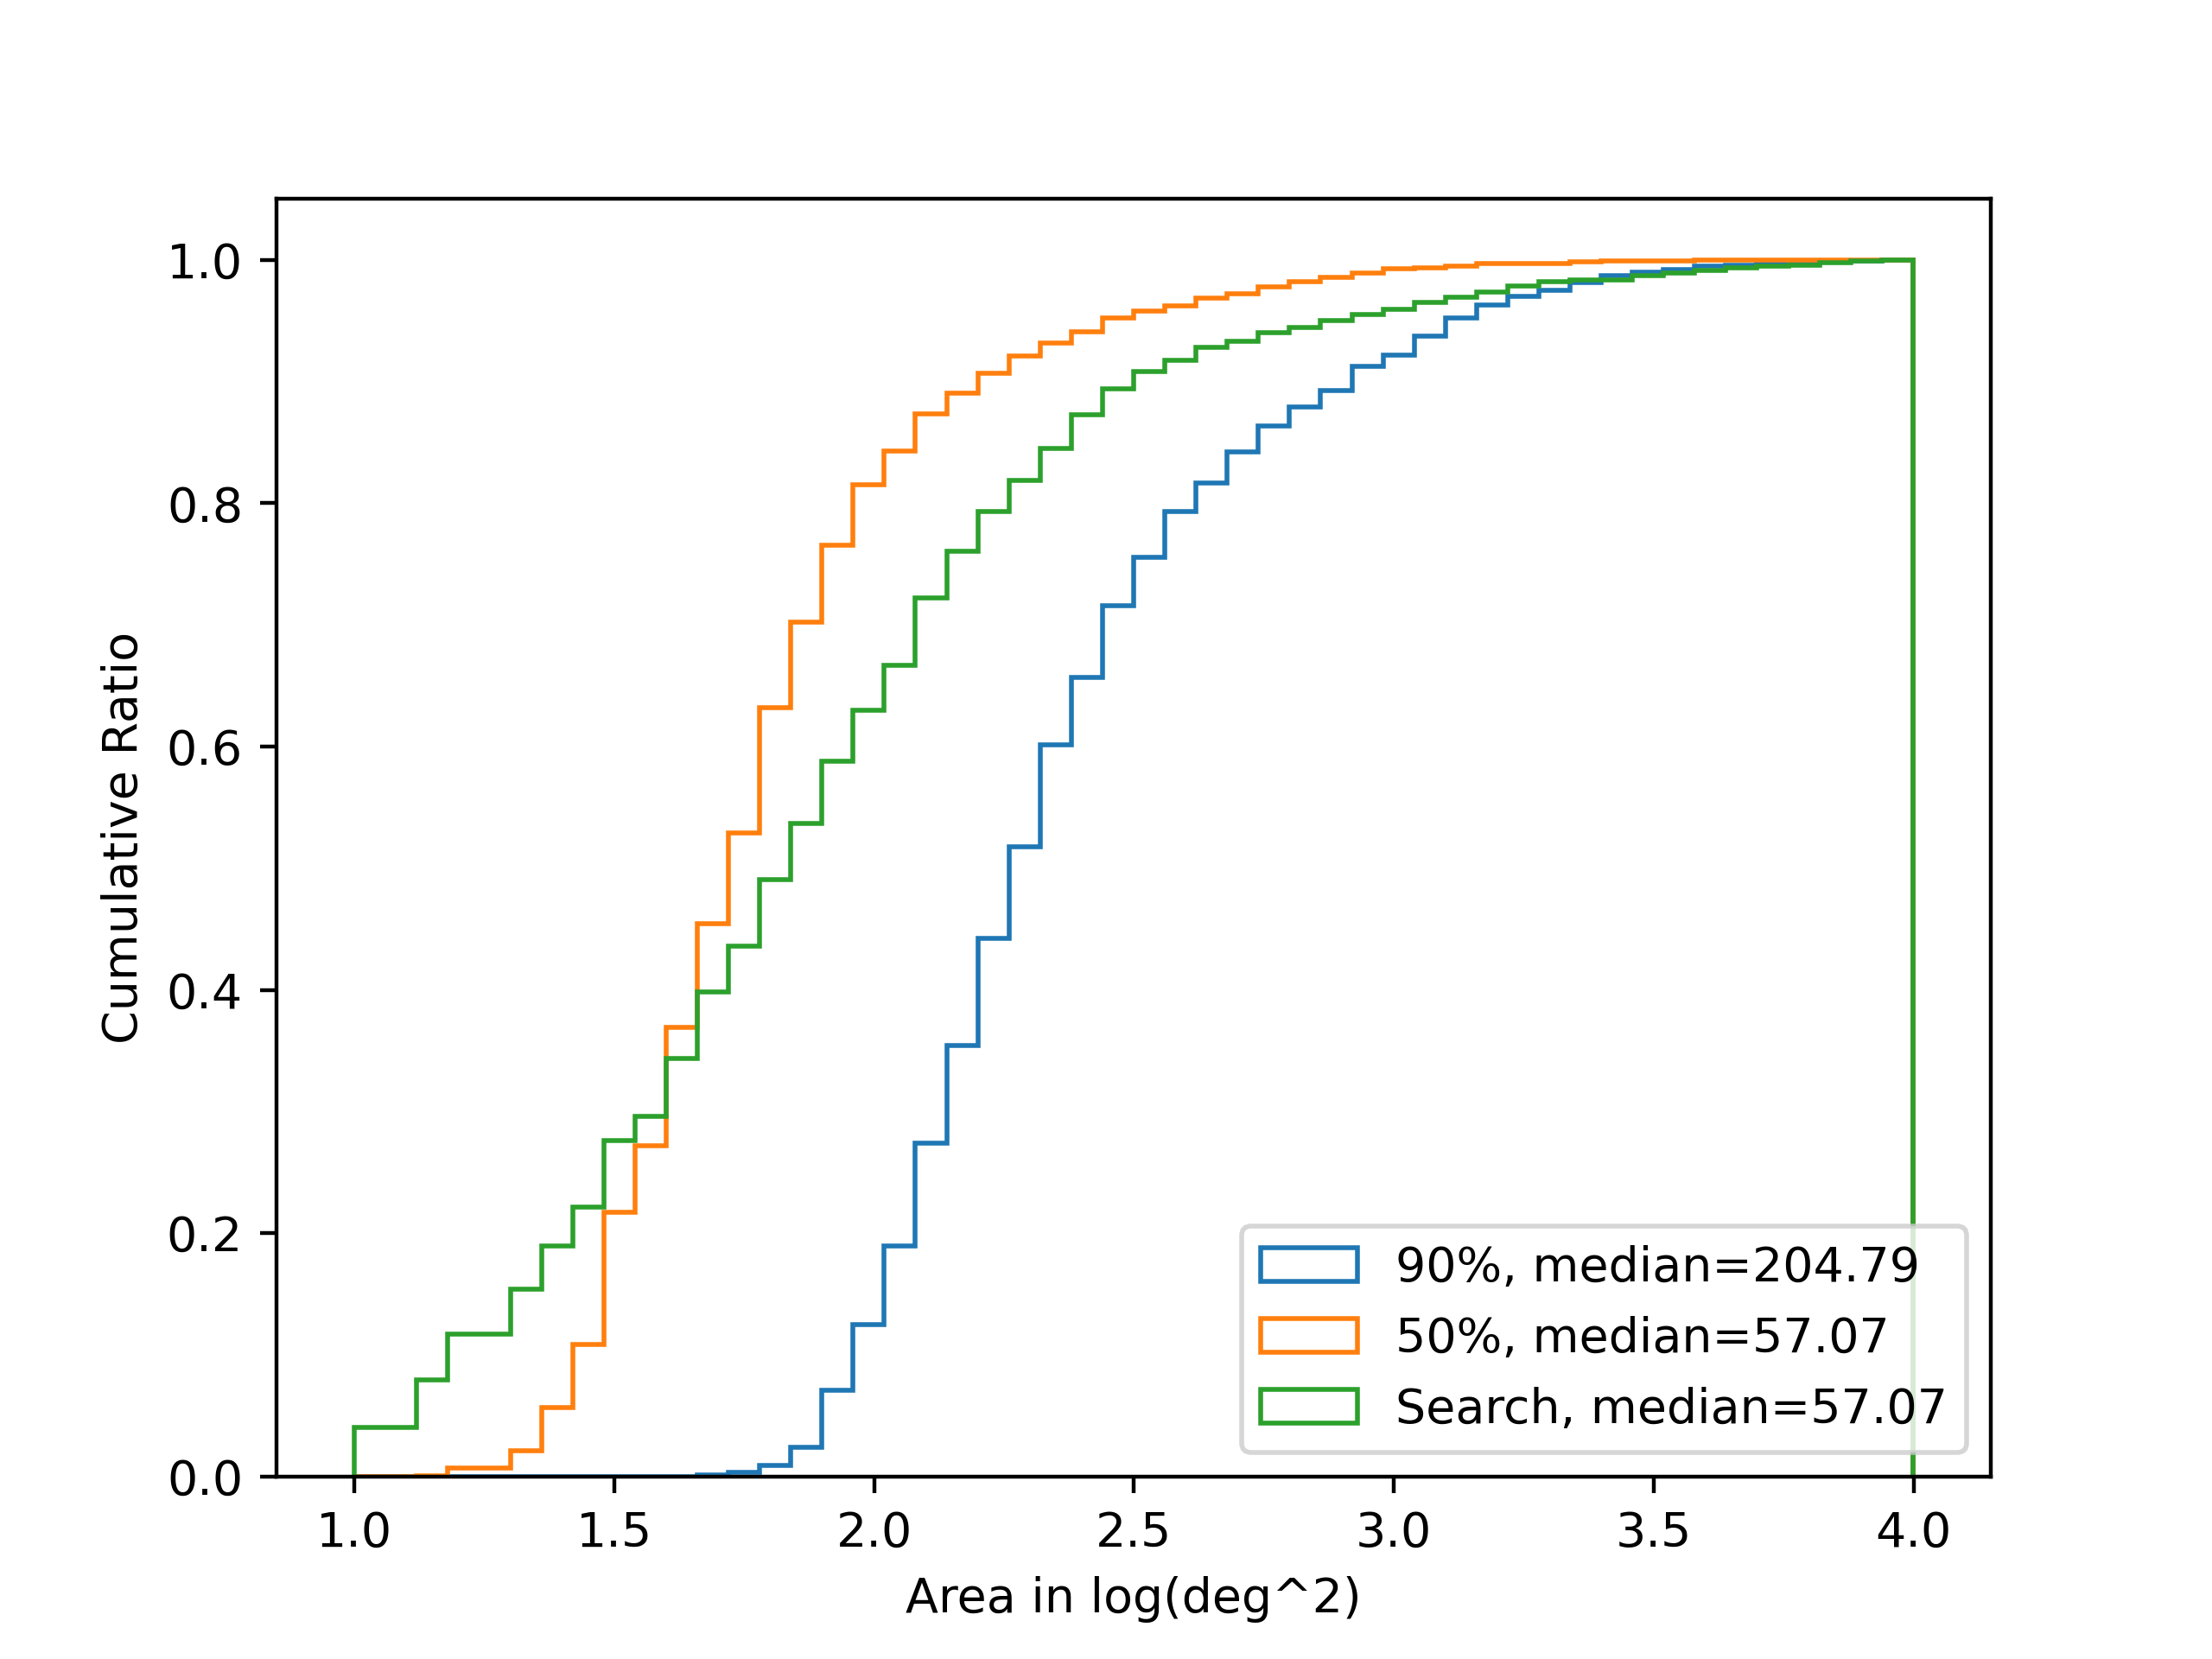 1.0
0.8
0.6
0.4
0.2
0.0
Cumulative Ratio
90%, median=204.79
50%, median=57.07
Search, median=57.07
1.0 1.5 2.0 2.5 3.0 3.5 4.0
Area in log(deg^2)